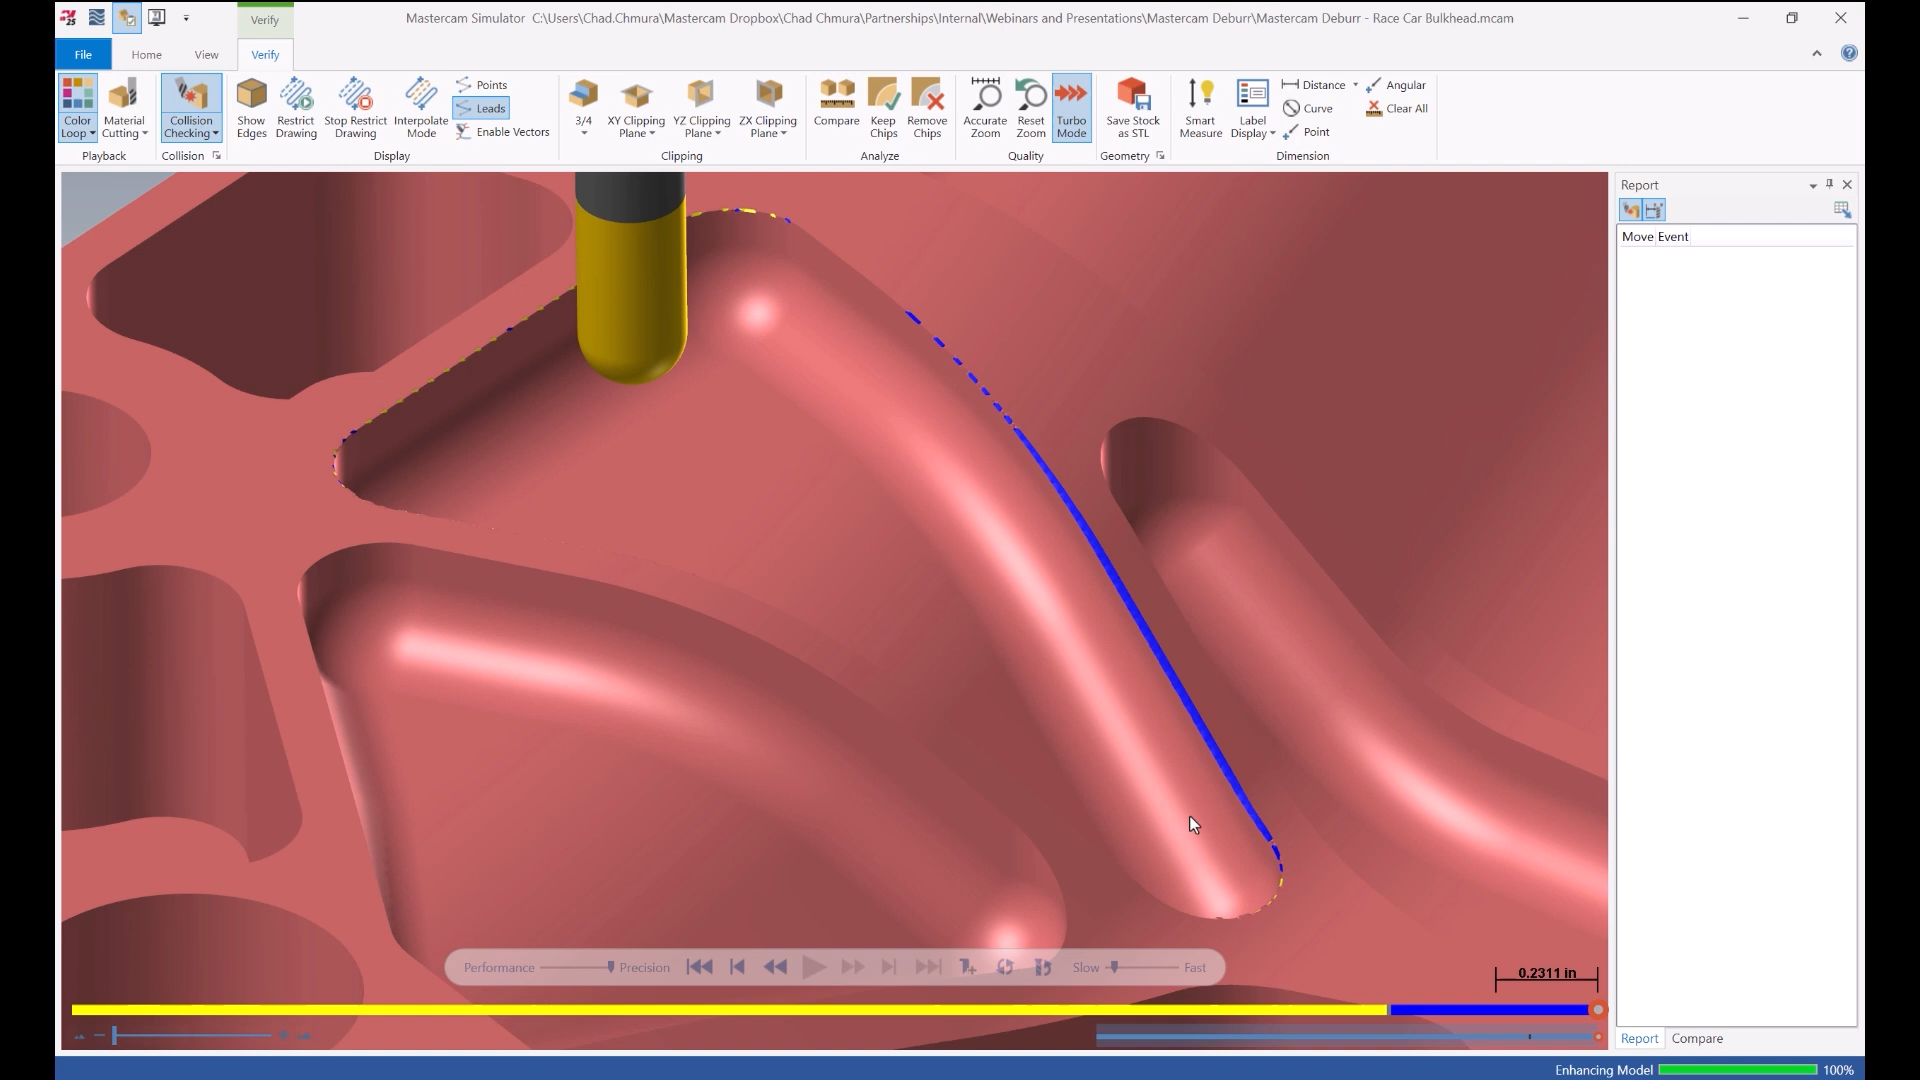 25
Verify
Mastercam Simulator C:\Users\Chad.Chmura\Mastercam Dropbox\Chad Chmura\Partnerships\Internal\Webinars and Presentations\Mastercam Deburr\Mastercam Deburr - Race Car Bulkhead.mcam
File
Home
View
Verify
Color Loop
Material Cutting
Playback
Collision Checking
Collision
Show Edges
Restrict Drawing
Stop Restrict Drawing
Interpolate Mode
Points
Leads
Enable Vectors
Display
3/4
XY Clipping Plane
YZ Clipping Plane
ZX Clipping Plane
Clipping
Compare
Keep Chips
Remove Chips
Analyze
Accurate Zoom
Reset Zoom
Turbo Mode
Quality
Save Stock as STL
Geometry
Smart Measure
Label Display
Distance
Curve
Point
Angular
Clear All
Dimension
Report
Move Event
Performance
Precision
Slow
Fast
0.2311 in
Report
Compare
Enhancing Model
100%